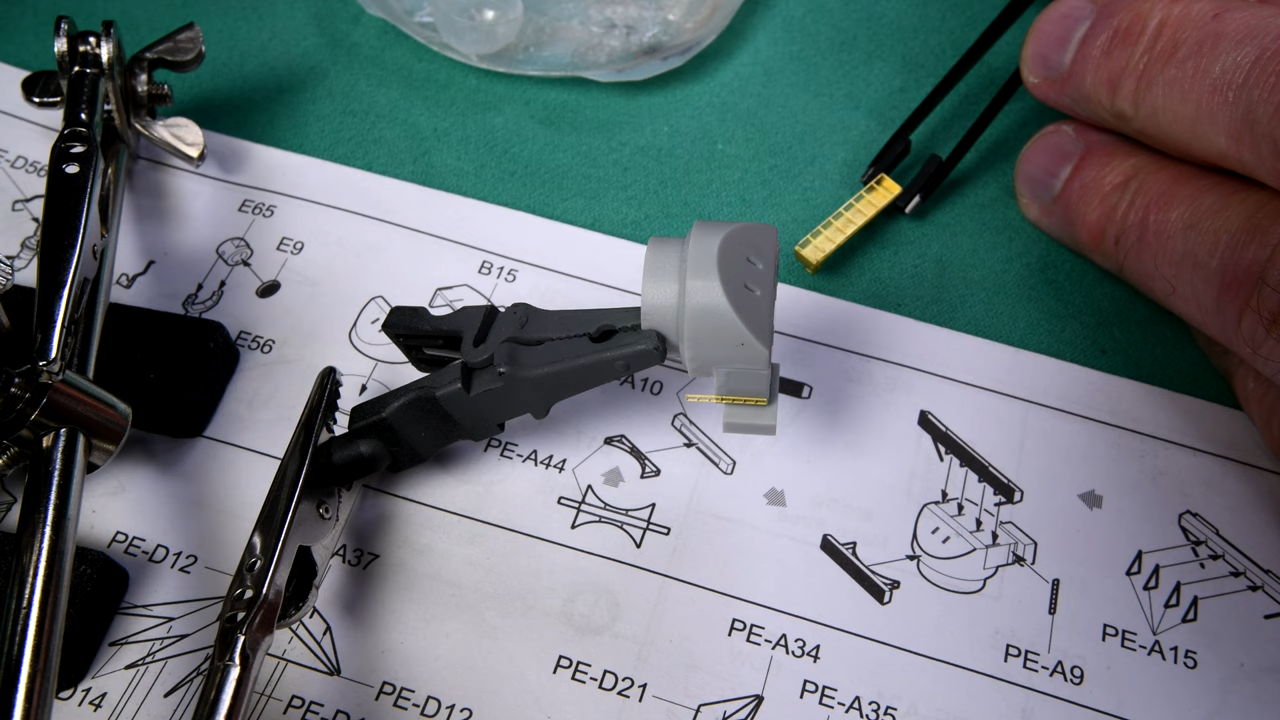 E-D56
E65
E9
B15
E56
-A10
PE-A44
PE-D12
A37
PE-A34
PE-A15
PE-A9
PE-D21
PE-A35
D14
PE-D12